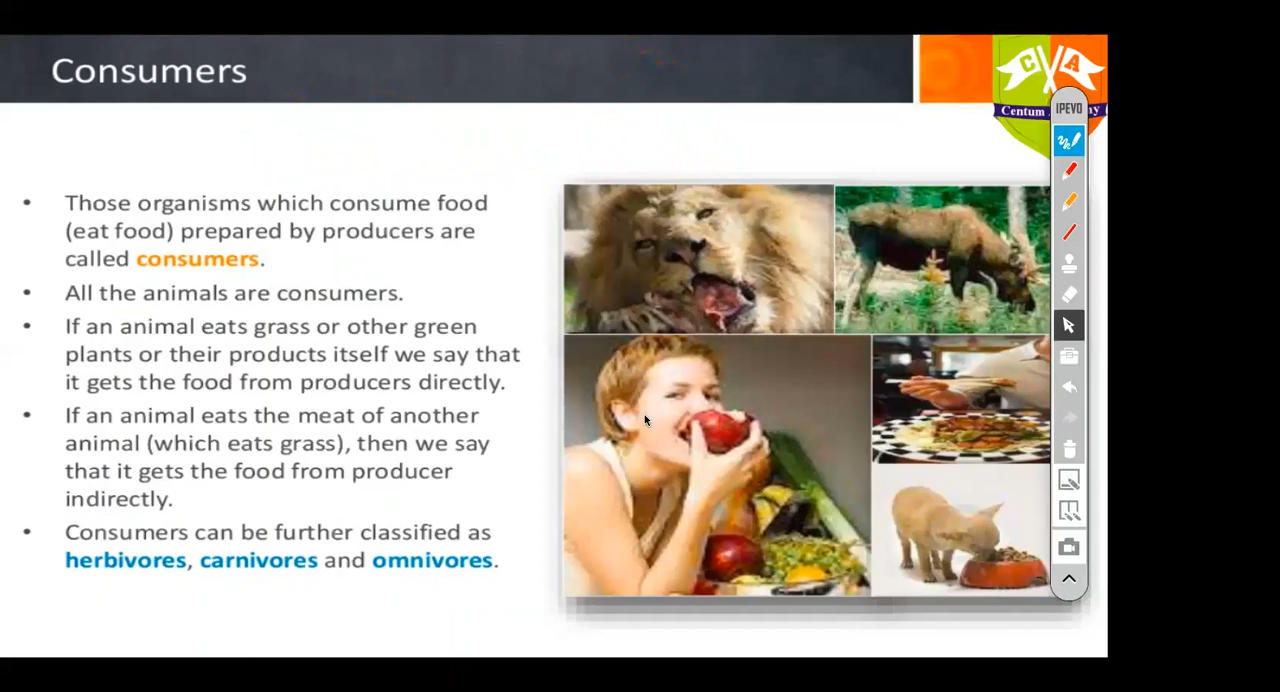 Consumers
C A
Centum
IPEVO
• Those organisms which consume food
(eat food) prepared by producers are
called consumers.
• All the animals are consumers.
• If an animal eats grass or other green
plants or their products itself we say that
it gets the food from producers directly.
• If an animal eats the meat of another
animal (which eats grass), then we say
that it gets the food from producer
indirectly.
• Consumers can be further classified as
herbivores, carnivores and omnivores.